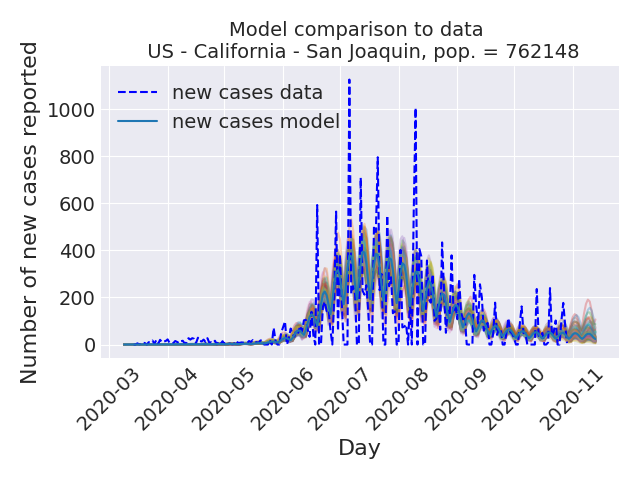 Model comparison to data
US - California - San Joaquin, pop. = 762148
Number of new cases reported
1000
800
600
400
200
0
new cases data
new cases model
2020-03
2020-04
2020-05
2020-06
2020-07
2020-08
2020-09
2020-10
2020-11
Day